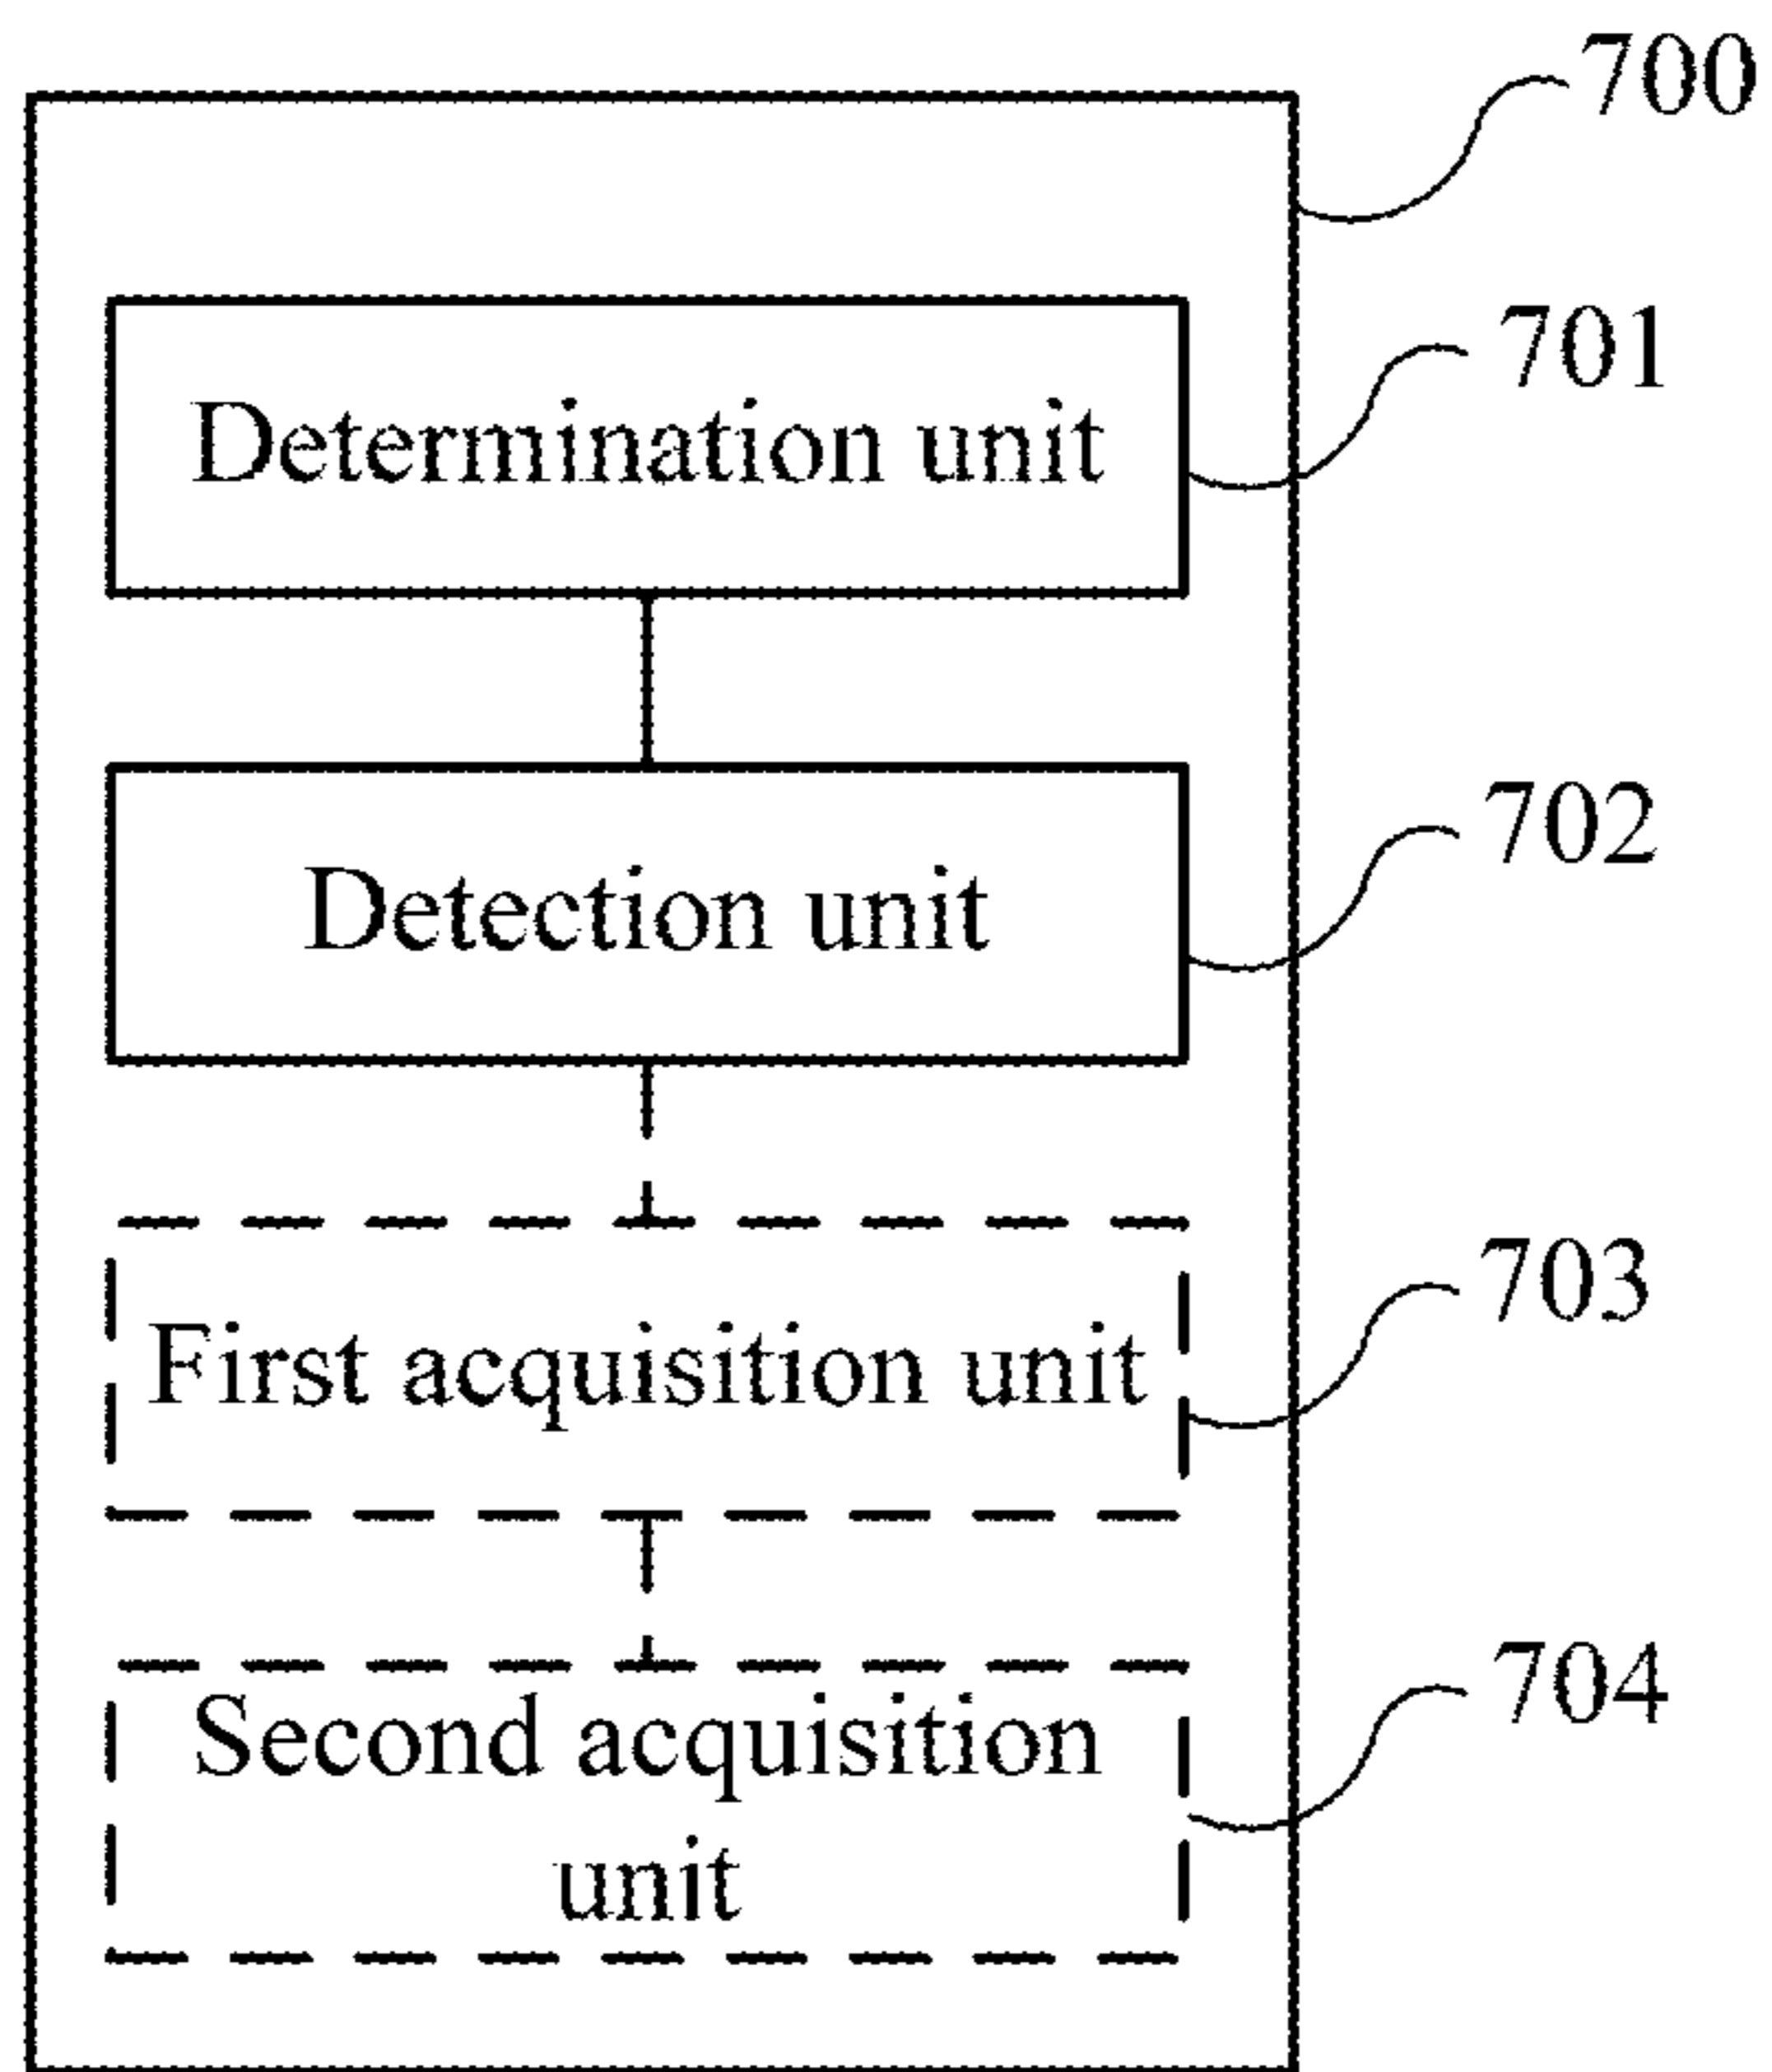 700
701
Determination unit
702
Detection unit
703
First acquisition unit
704
Second acquisition
unit